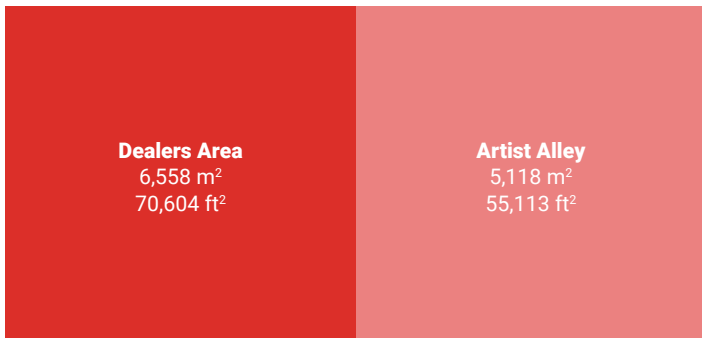 Dealers Area
6,558 m²
70,604 ft²
Artist Alley
5,118 m²
55,113 ft²